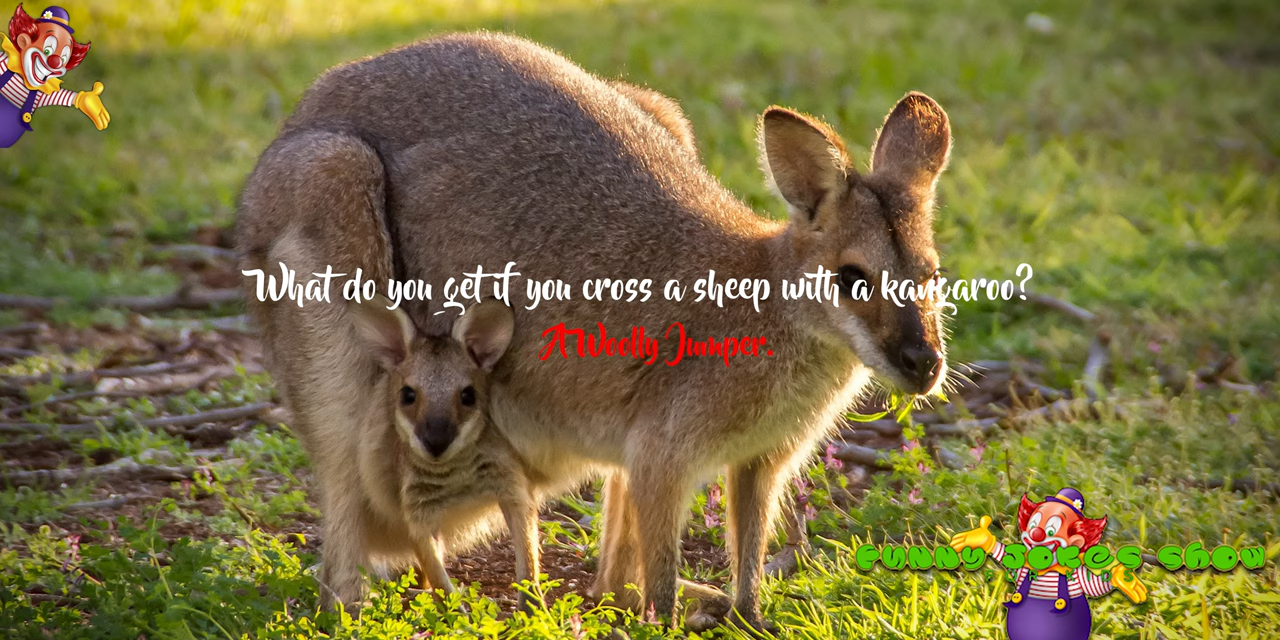 What do you get if you cross a sheep with a kangaroo?
A Woolly Jumper.
Funny Jokes Show